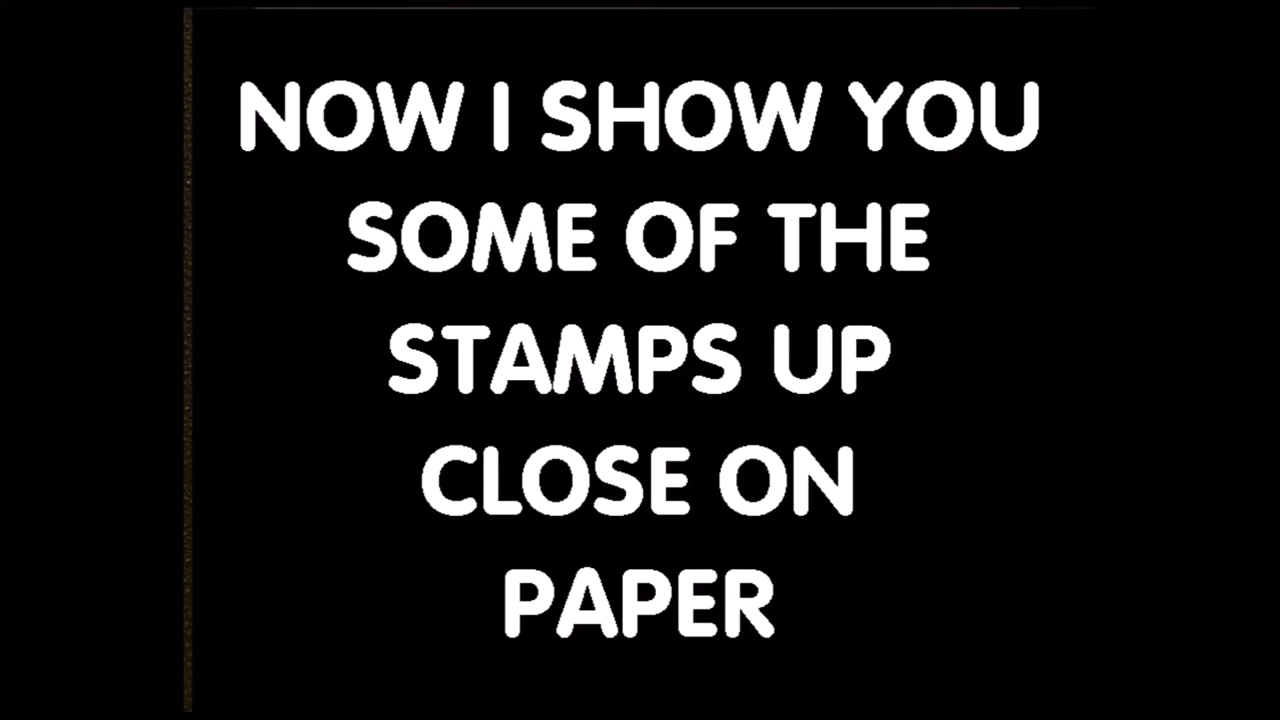 NOW I SHOW YOU
SOME OF THE
STAMPS UP
CLOSE ON
PAPER